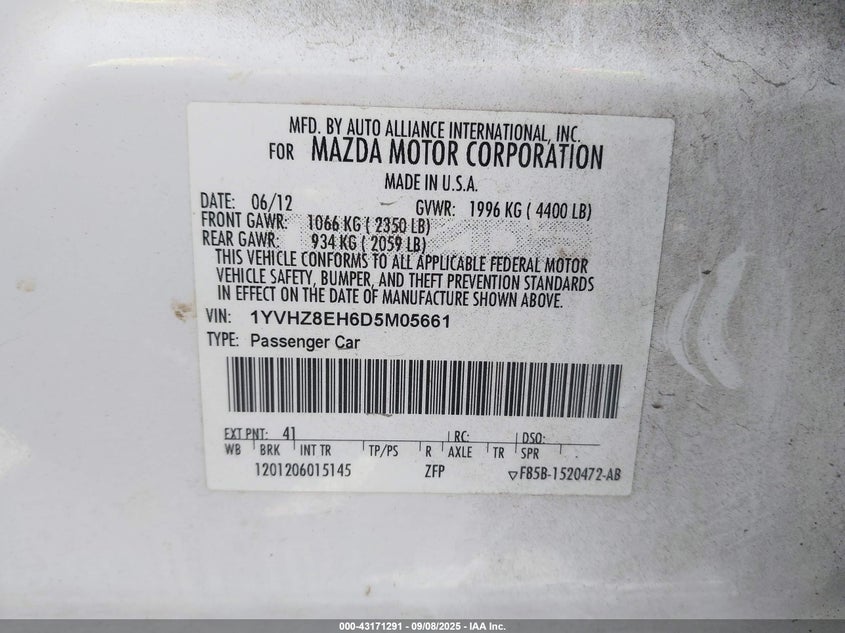 MFD. BY AUTO ALLIANCE INTERNATIONAL, INC.
FOR MAZDA MOTOR CORPORATION
MADE IN U.S.A.
DATE: 06/12 GVWR: 1996 KG ( 4400 LB)
FRONT GAWR: 1066 KG ( 2350 LB)
REAR GAWR: 934 KG ( 2059 LB)
THIS VEHICLE CONFORMS TO ALL APPLICABLE FEDERAL MOTOR
VEHICLE SAFETY, BUMPER, AND THEFT PREVENTION STANDARDS
IN EFFECT ON THE DATE OF MANUFACTURE SHOWN ABOVE.
VIN: 1YVHZ8EH6D5M05661
TYPE: Passenger Car
EXT PNT: 41 RC: DSO:
WB BRK INT TR TP/PS R AXLE TR SPR
1201206015145 ZFP ▽F85B-1520472-AB
000-43171291 - 09/08/2025 - IAA Inc.